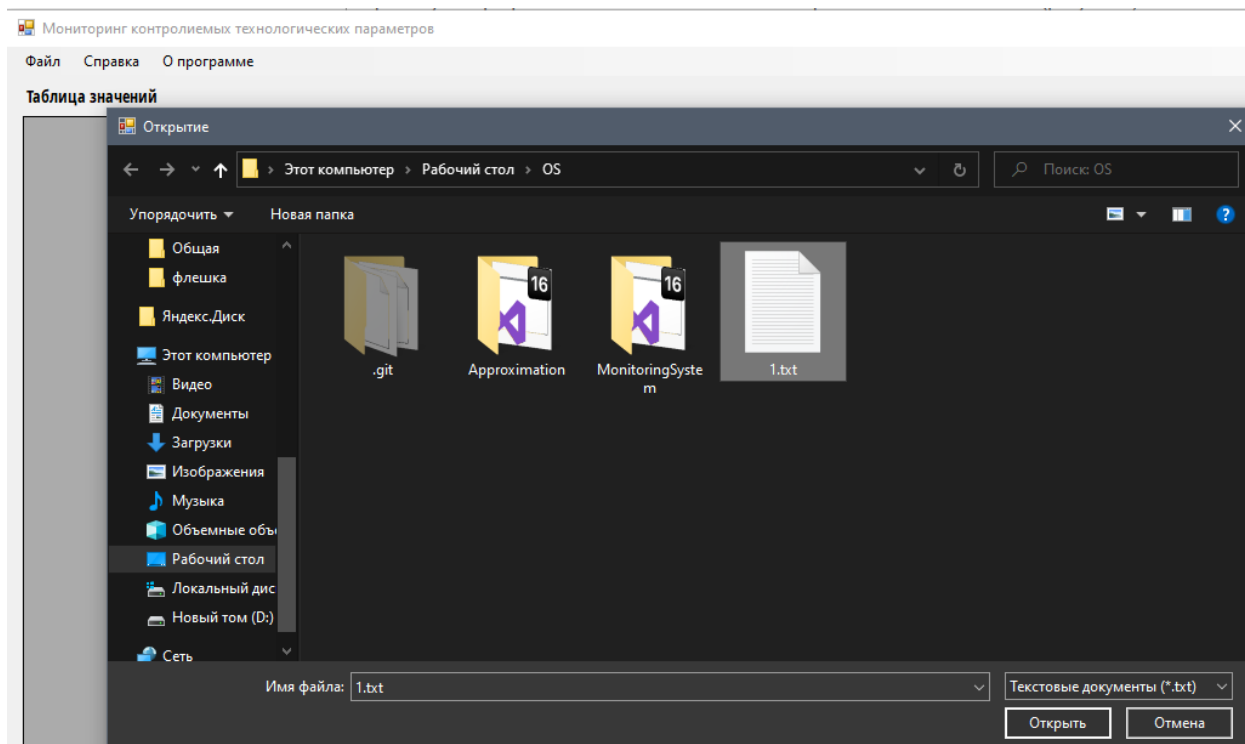 Мониторинг контролиемых технологических параметров
Файл Справка О программе
Таблица значений
Открытие
Этот компьютер › Рабочий стол › OS
Поиск: OS
Упорядочить Новая папка
Общая
флешка
Яндекс.Диск
Этот компьютер
Видео
Документы
Загрузки
Изображения
Музыка
Объемные объ
Рабочий стол
Локальный дис
Новый том (D:)
Сеть
16
16
.git
Approximation
MonitoringSyste
m
1.txt
Имя файла: 1.txt
Текстовые документы (*.txt)
Открыть Отмена